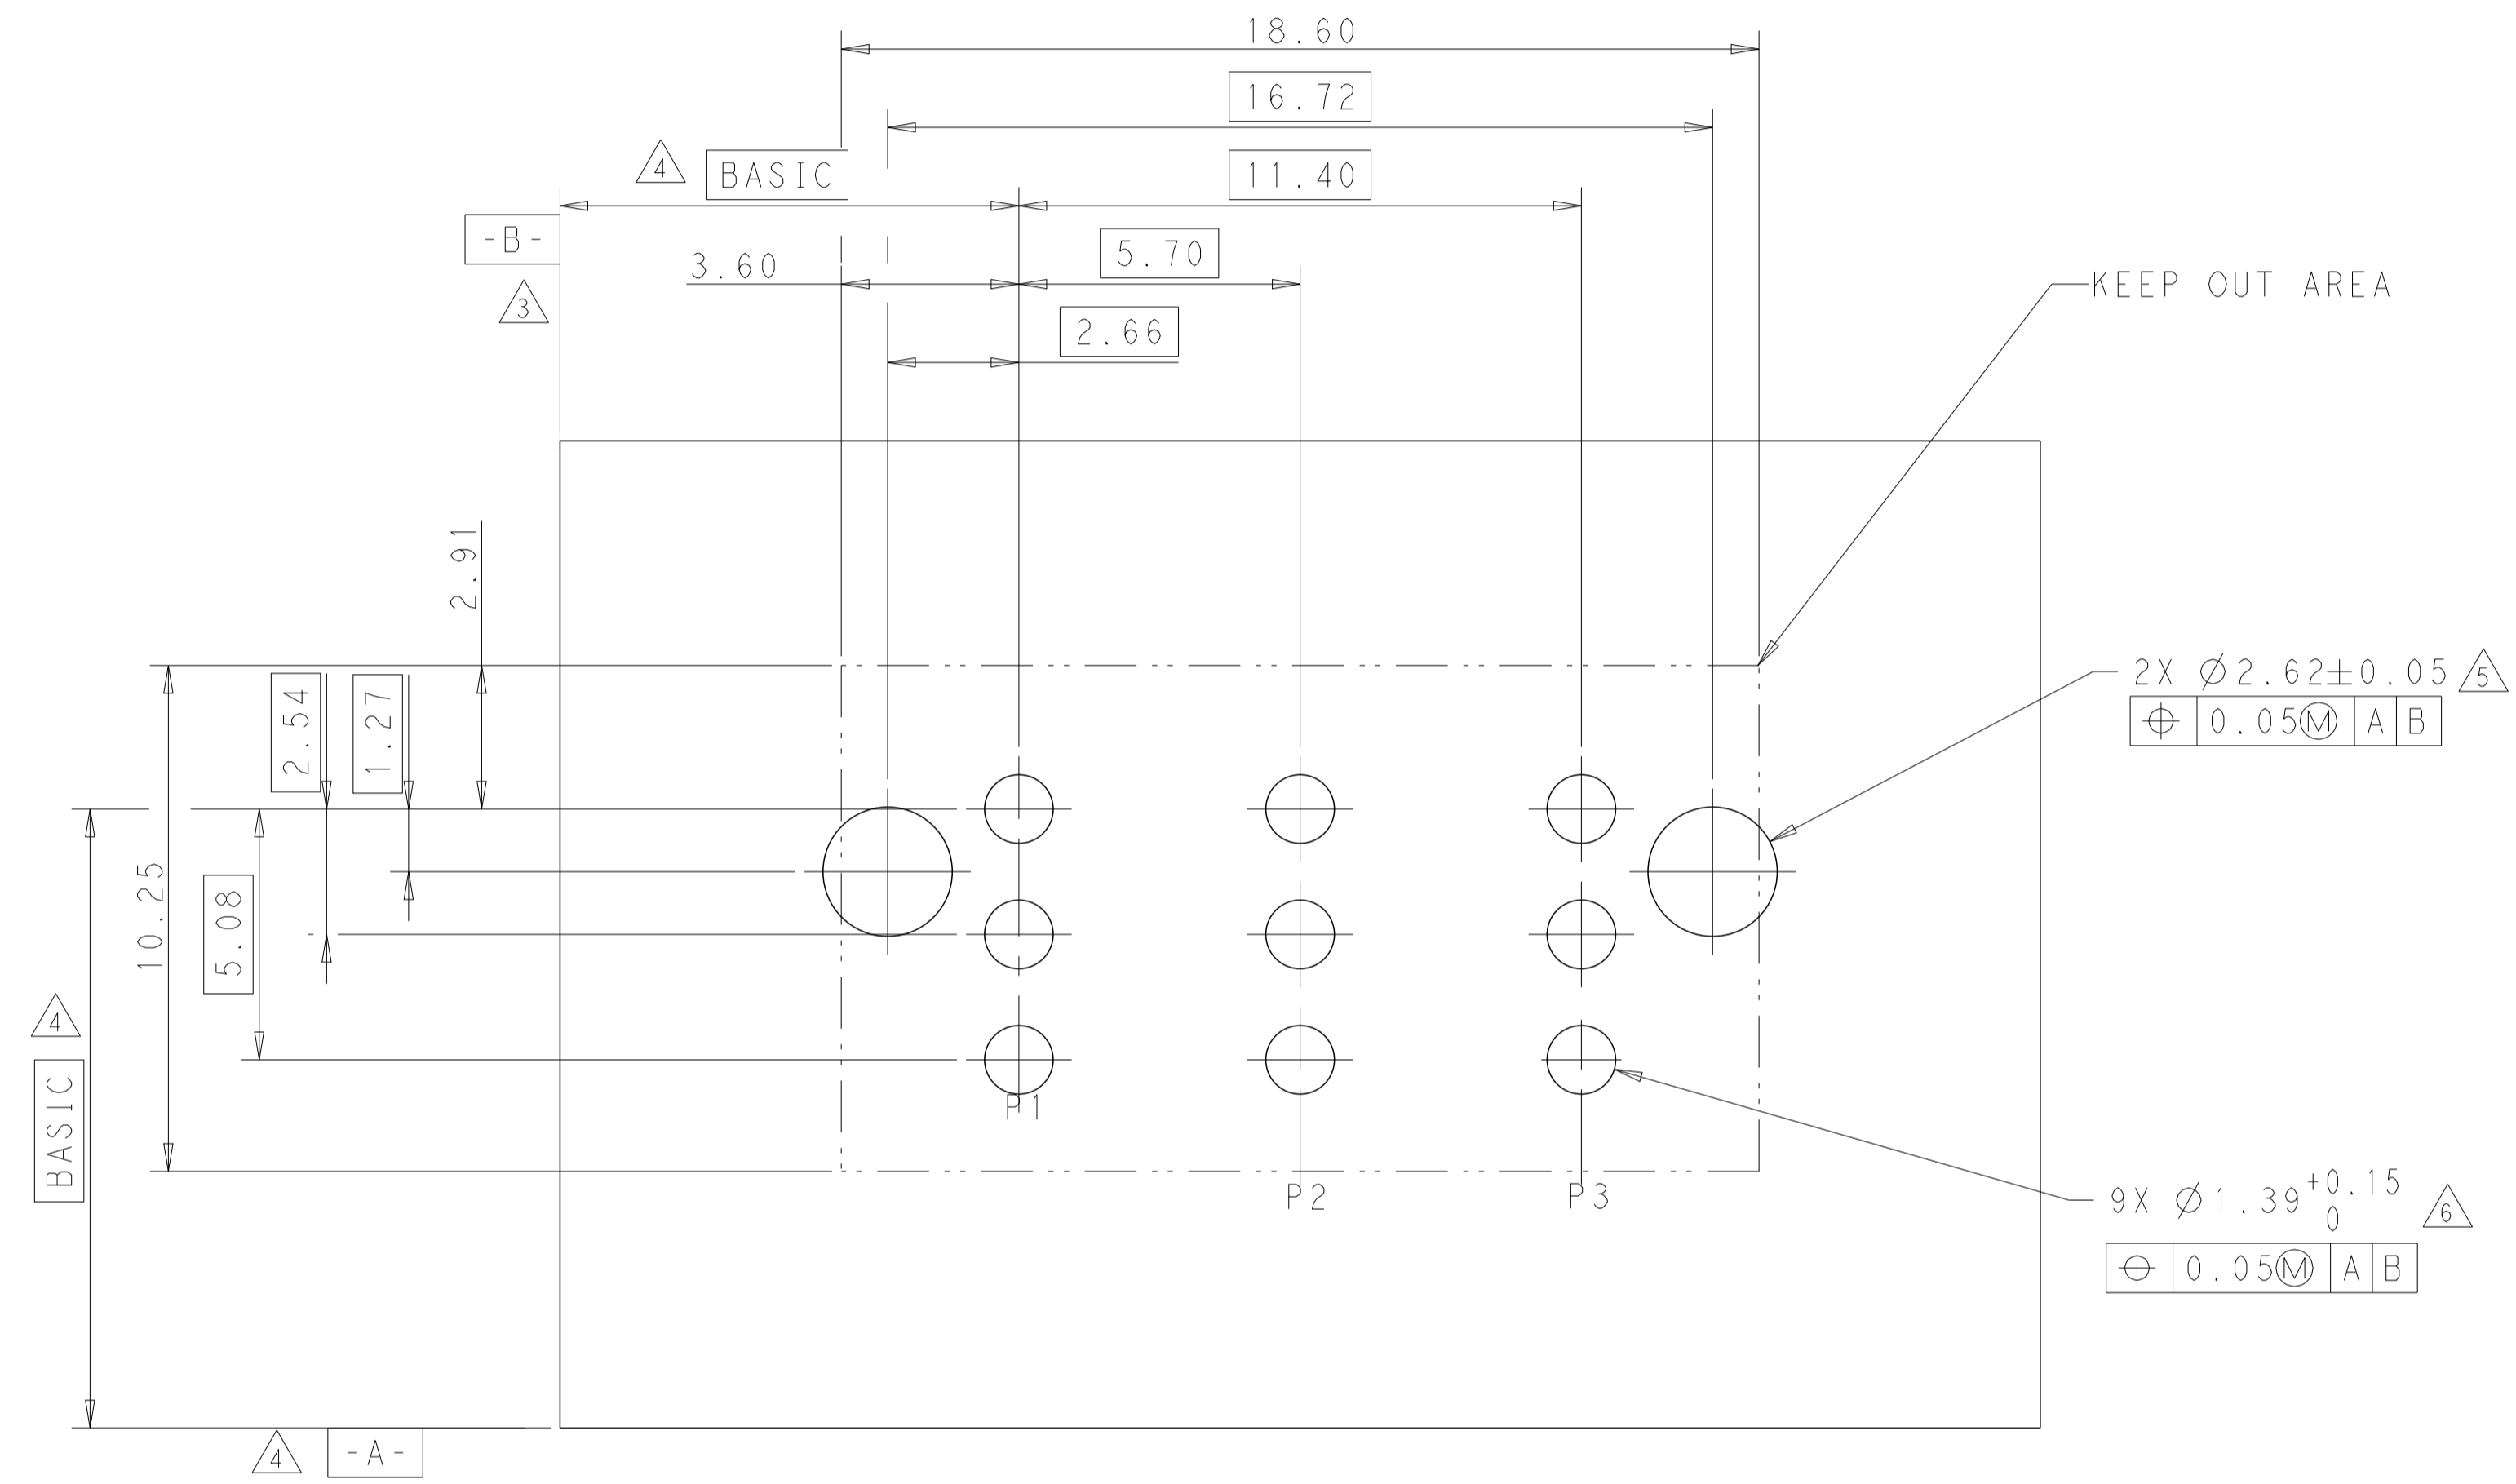 18.60
16.72
4 BASIC 11.40
-B-
3.60 5.70
3
2.66
KEEP OUT AREA
2.91
2.54
1.27
2X Ø2.62±0.05 5
⌖ 0.05Ⓜ A B
10.25
5.08
4
BASIC
P1
P2 P3
9X Ø1.39 +0.15 0 6
⌖ 0.05Ⓜ A B
4 -A-